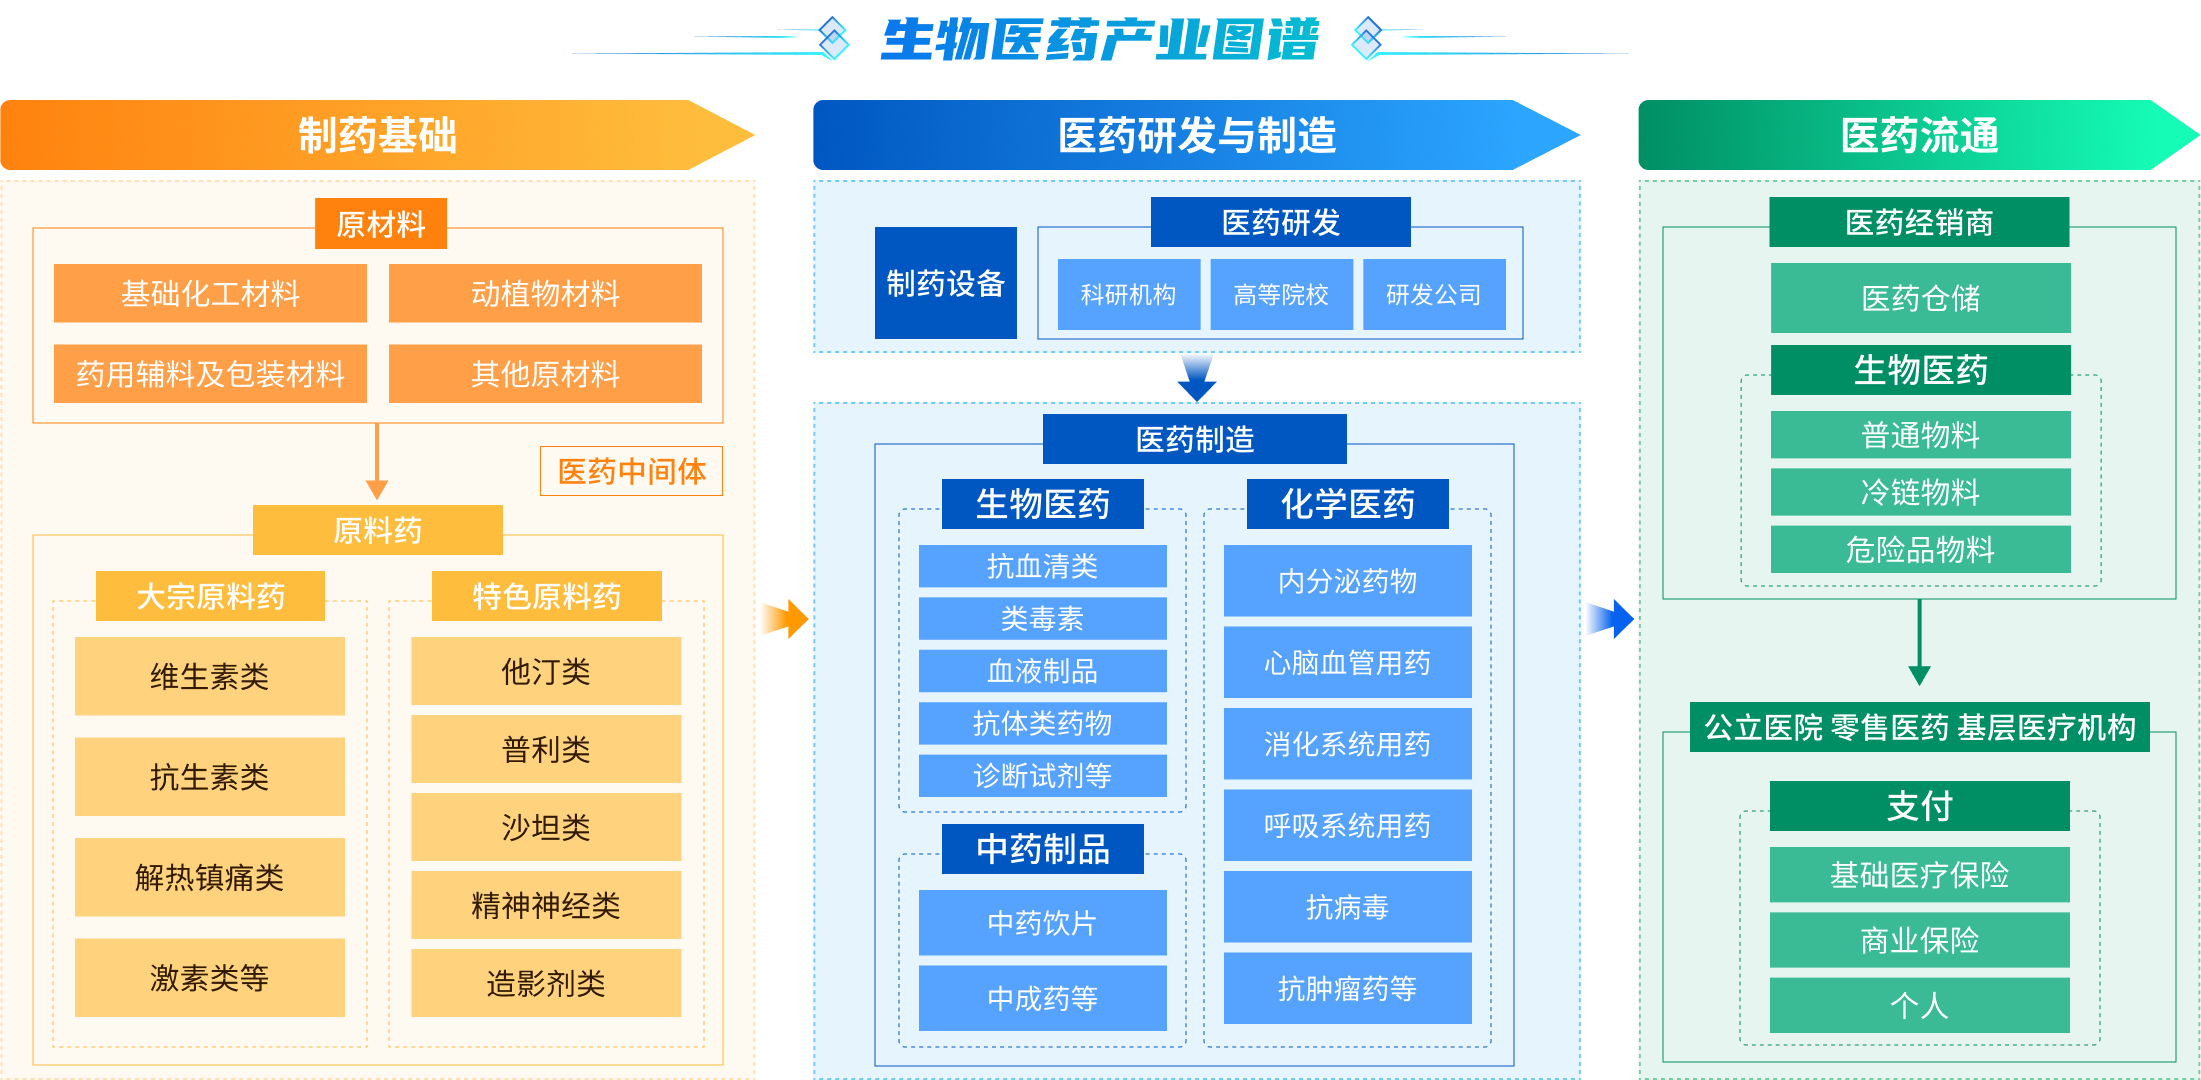 生物医药产业图谱
制药基础
原材料
基础化工材料
动植物材料
药用辅料及包装材料
其他原材料
医药中间体
原料药
大宗原料药
维生素类
抗生素类
解热镇痛类
激素类等
特色原料药
他汀类
普利类
沙坦类
精神神经类
造影剂类
医药研发与制造
制药设备
医药研发
科研机构
高等院校
研发公司
医药制造
生物医药
抗血清类
类毒素
血液制品
抗体类药物
诊断试剂等
中药制品
中药饮片
中成药等
化学医药
内分泌药物
心脑血管用药
消化系统用药
呼吸系统用药
抗病毒
抗肿瘤药等
医药流通
医药经销商
医药仓储
生物医药
普通物料
冷链物料
危险品物料
公立医院 零售医药 基层医疗机构
支付
基础医疗保险
商业保险
个人